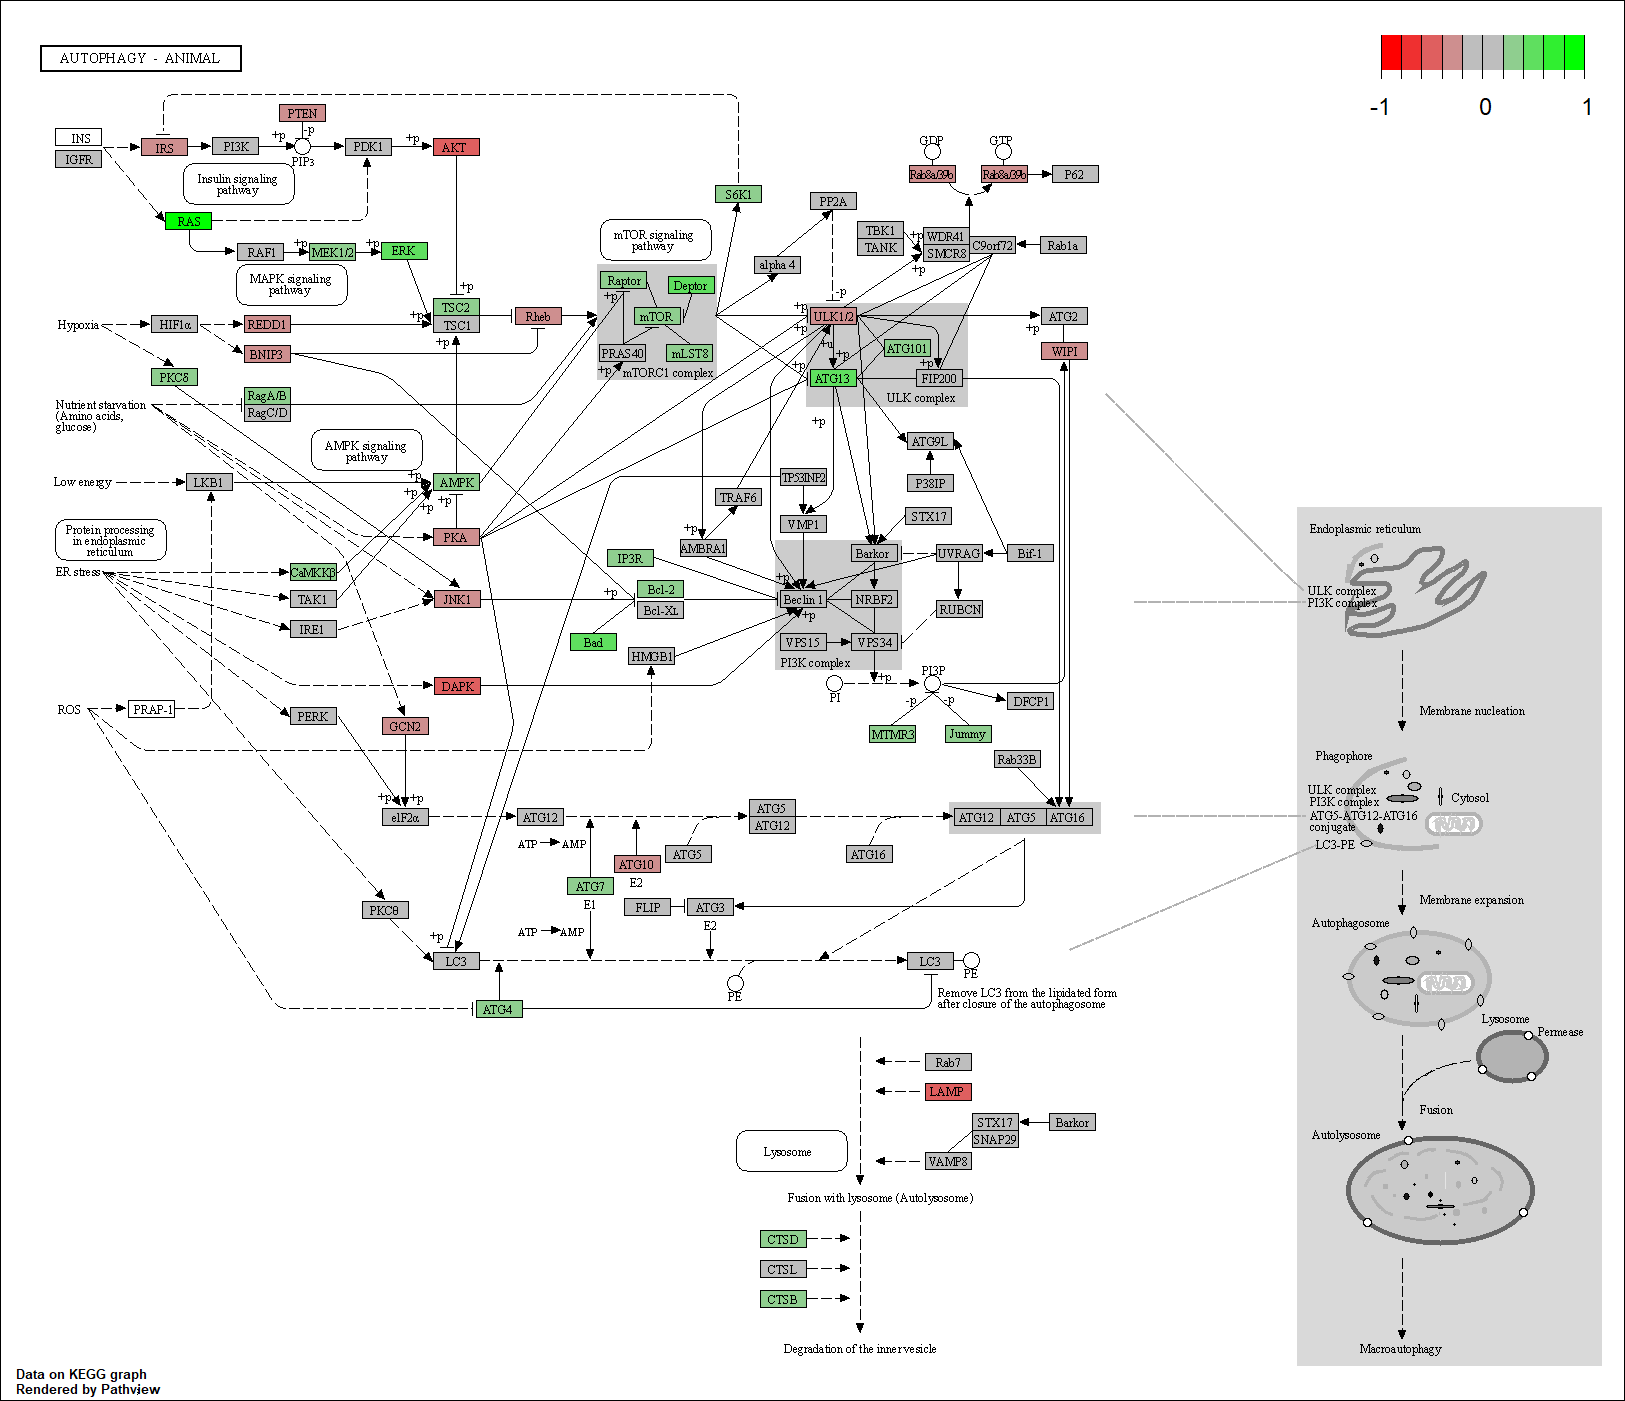 AUTOPHAGY - ANIMAL
-1
0
1
PTEN
INS
IGFR
IRS
PI3K
+p
-p
PIP3
PDK1
+p
AKT
Insulin signaling
pathway
RAS
RAF1
+p
MEK1/2
+p
ERK
MAPK signaling
pathway
S6K1
mTOR signaling
pathway
PP2A
alpha 4
+p
-p
GDP
GTP
Rab8a/39b
Rab8a/39b
P62
TBK1
TANK
+p
WDR41
SMCR8
C9orf72
Rab1a
+p
Hypoxia
HIF1α
REDD1
BNIP3
PKCδ
+p
TSC2
TSC1
+p
+p
Rheb
Raptor
+p
Deptor
mTOR
PRAS40
mLST8
+p
mTORC1 complex
+p
+p
ULK1/2
+u
+p
ATG101
+p
+p
ATG13
FIP200
ULK complex
+p
ATG2
+p
WIPI
Nutrient starvation
(Amino acids,
glucose)
RagA/B
RagC/D
AMPK signaling
pathway
Low energy
LKB1
+p
+p
+p
+p
AMPK
PKA
ATG9L
P38IP
TP53INP2
TRAF6
VMP1
STX17
+p
AMBRA1
Barkor
UVRAG
Bif-1
Protein processing
in endoplasmic
reticulum
ER stress
CaMKKβ
TAK1
IRE1
JNK1
IP3R
+p
Bcl-2
Bcl-XL
Bad
HMGB1
+p
Beclin 1
+p
NRBF2
RUBCN
VPS15
VPS34
PI3K complex
+p
PI
PI3P
DFCP1
-p
-p
MTMR3
Jummy
DAPK
ROS
PRAP-1
PERK
GCN2
+p
+p
eIF2α
Rab33B
ATG12
ATG5
ATG12
ATG12
ATG5
ATG16
ATP
AMP
ATG10
E2
ATG5
ATG16
ATG7
E1
FLIP
ATG3
E2
ATP
AMP
PKCθ
+p
LC3
LC3
PE
PE
ATG4
Remove LC3 from the lipidated form
after closure of the autophagosome
Rab7
LAMP
STX17
SNAP29
Barkor
VAMP8
Lysosome
Fusion with lysosome (Autolysosome)
CTSD
CTSL
CTSB
Degradation of the inner vesicle
Endoplasmic reticulum
ULK complex
PI3K complex
Membrane nucleation
Phagophore
ULK complex
PI3K complex
Cytosol
ATG5-ATG12-ATG16
conjugate
LC3-PE
Membrane expansion
Autophagosome
Lysosome
Permease
Fusion
Autolysosome
Macroautophagy
Data on KEGG graph
Rendered by Pathview